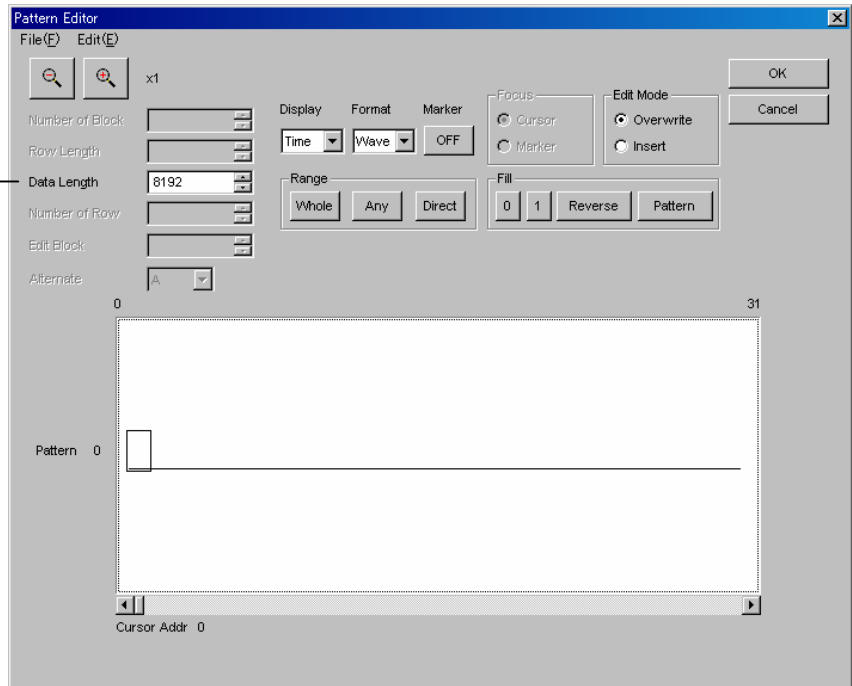 Pattern Editor
File(F) Edit(E)
x1
OK
Cancel
Number of Block
Row Length
Data Length 8192
Number of Row
Edit Block
Alternate A
Display Format Marker
Time Wave OFF
Focus
Cursor
Marker
Edit Mode
Overwrite
Insert
Range
Whole Any Direct
Fill
0 1 Reverse Pattern
0 31
Pattern 0
Cursor Addr 0